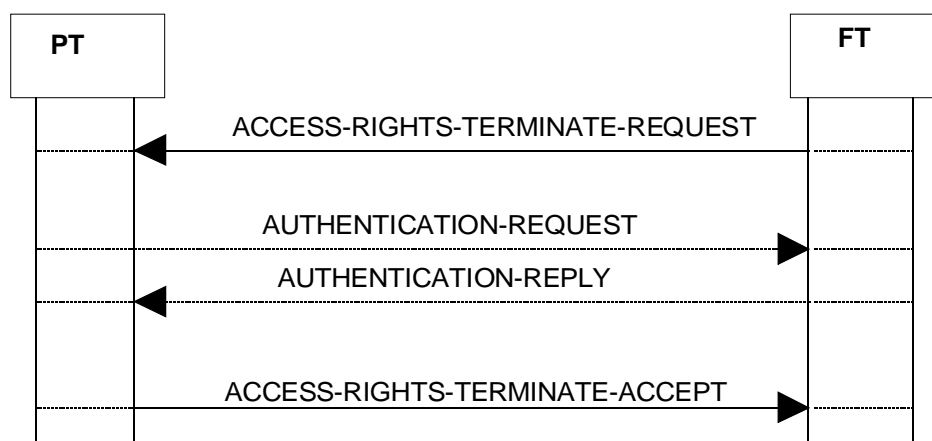 PT
FT
ACCESS-RIGHTS-TERMINATE-REQUEST
AUTHENTICATION-REQUEST
AUTHENTICATION-REPLY
ACCESS-RIGHTS-TERMINATE-ACCEPT